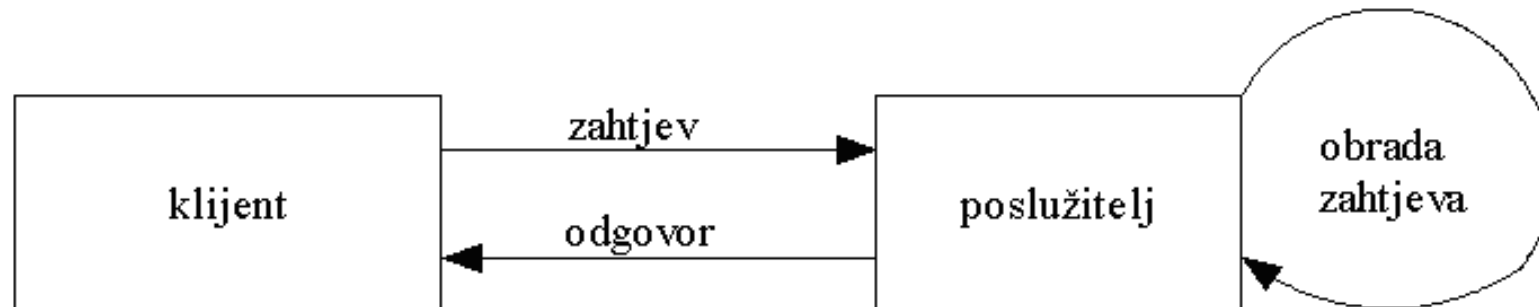 zahtjev
klijent
odgovor
poslužitelj
obrada
zahtjeva